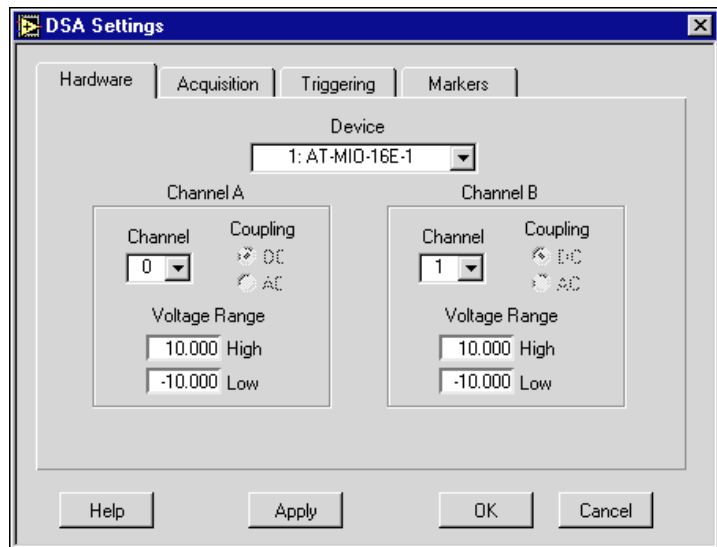 DSA Settings
Hardware Acquisition Triggering Markers
Device
1: AT-MIO-16E-1
Channel A Channel B
Channel Coupling Channel Coupling
0 DC 1 DC
AC AC
Voltage Range Voltage Range
10.000 High 10.000 High
-10.000 Low -10.000 Low
Help Apply OK Cancel